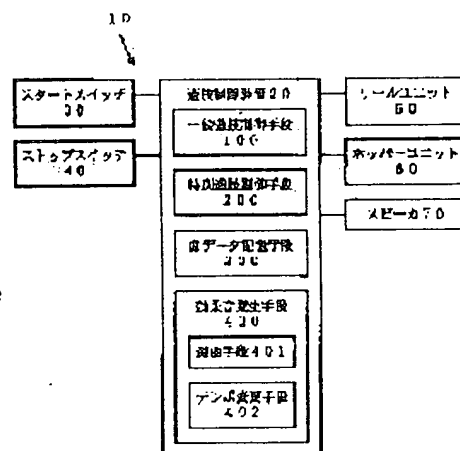 10
スタートスイッチ
30
ストップスイッチ
40
遊技制御装置20
一般遊技制御手段
100
特別遊技制御手段
200
音データ記憶手段
300
効果音発生手段
400
選曲手段401
テンポ変更手段
402
リールユニット
50
ホッパーユニット
60
スピーカ70